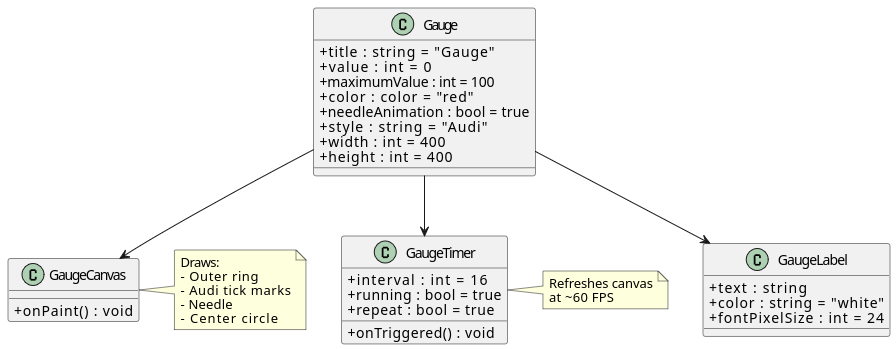 C Gauge
+title : string = "Gauge"
+value : int = 0
+maximumValue : int = 100
+color : color = "red"
+needleAnimation : bool = true
+style : string = "Audi"
+width : int = 400
+height : int = 400
C GaugeCanvas
+onPaint() : void
Draws:
- Outer ring
- Audi tick marks
- Needle
- Center circle
C GaugeTimer
+interval : int = 16
+running : bool = true
+repeat : bool = true
+onTriggered() : void
Refreshes canvas
at ~60 FPS
C GaugeLabel
+text : string
+color : string = "white"
+fontPixelSize : int = 24